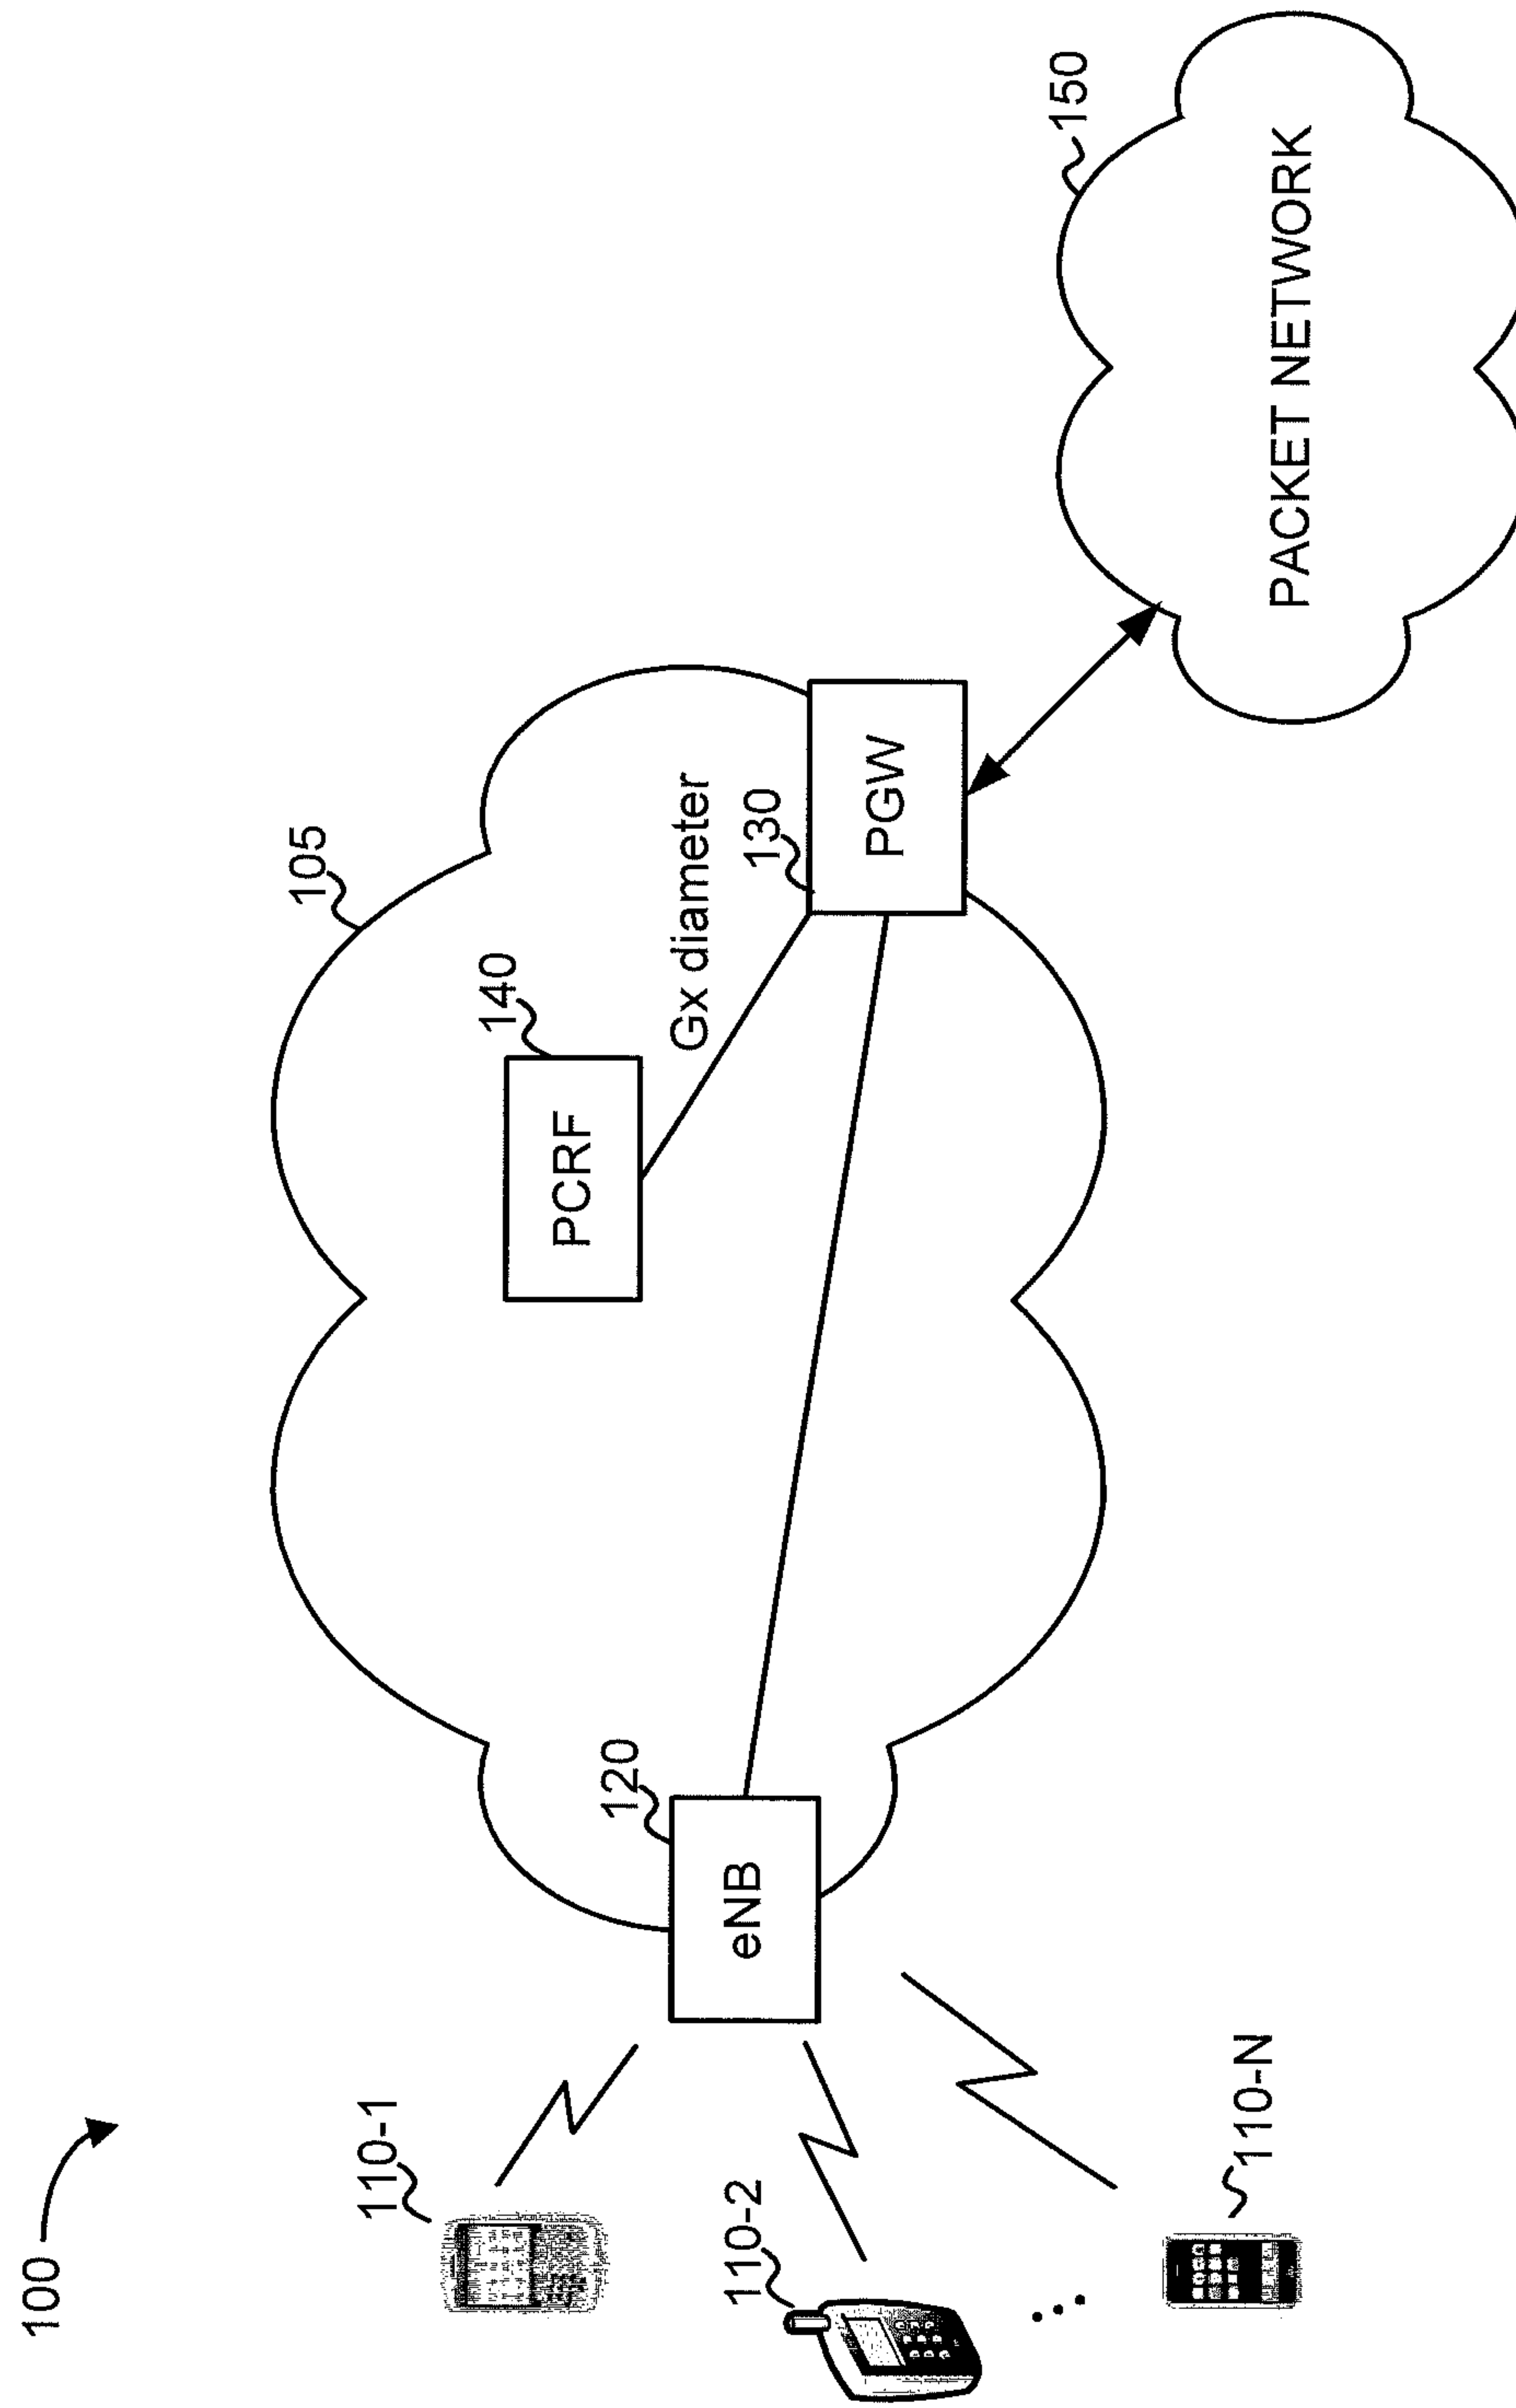 100
105
110-1
110-2
110-N
120
eNB
140
PCRF
Gx diameter
130
PGW
150
PACKET NETWORK